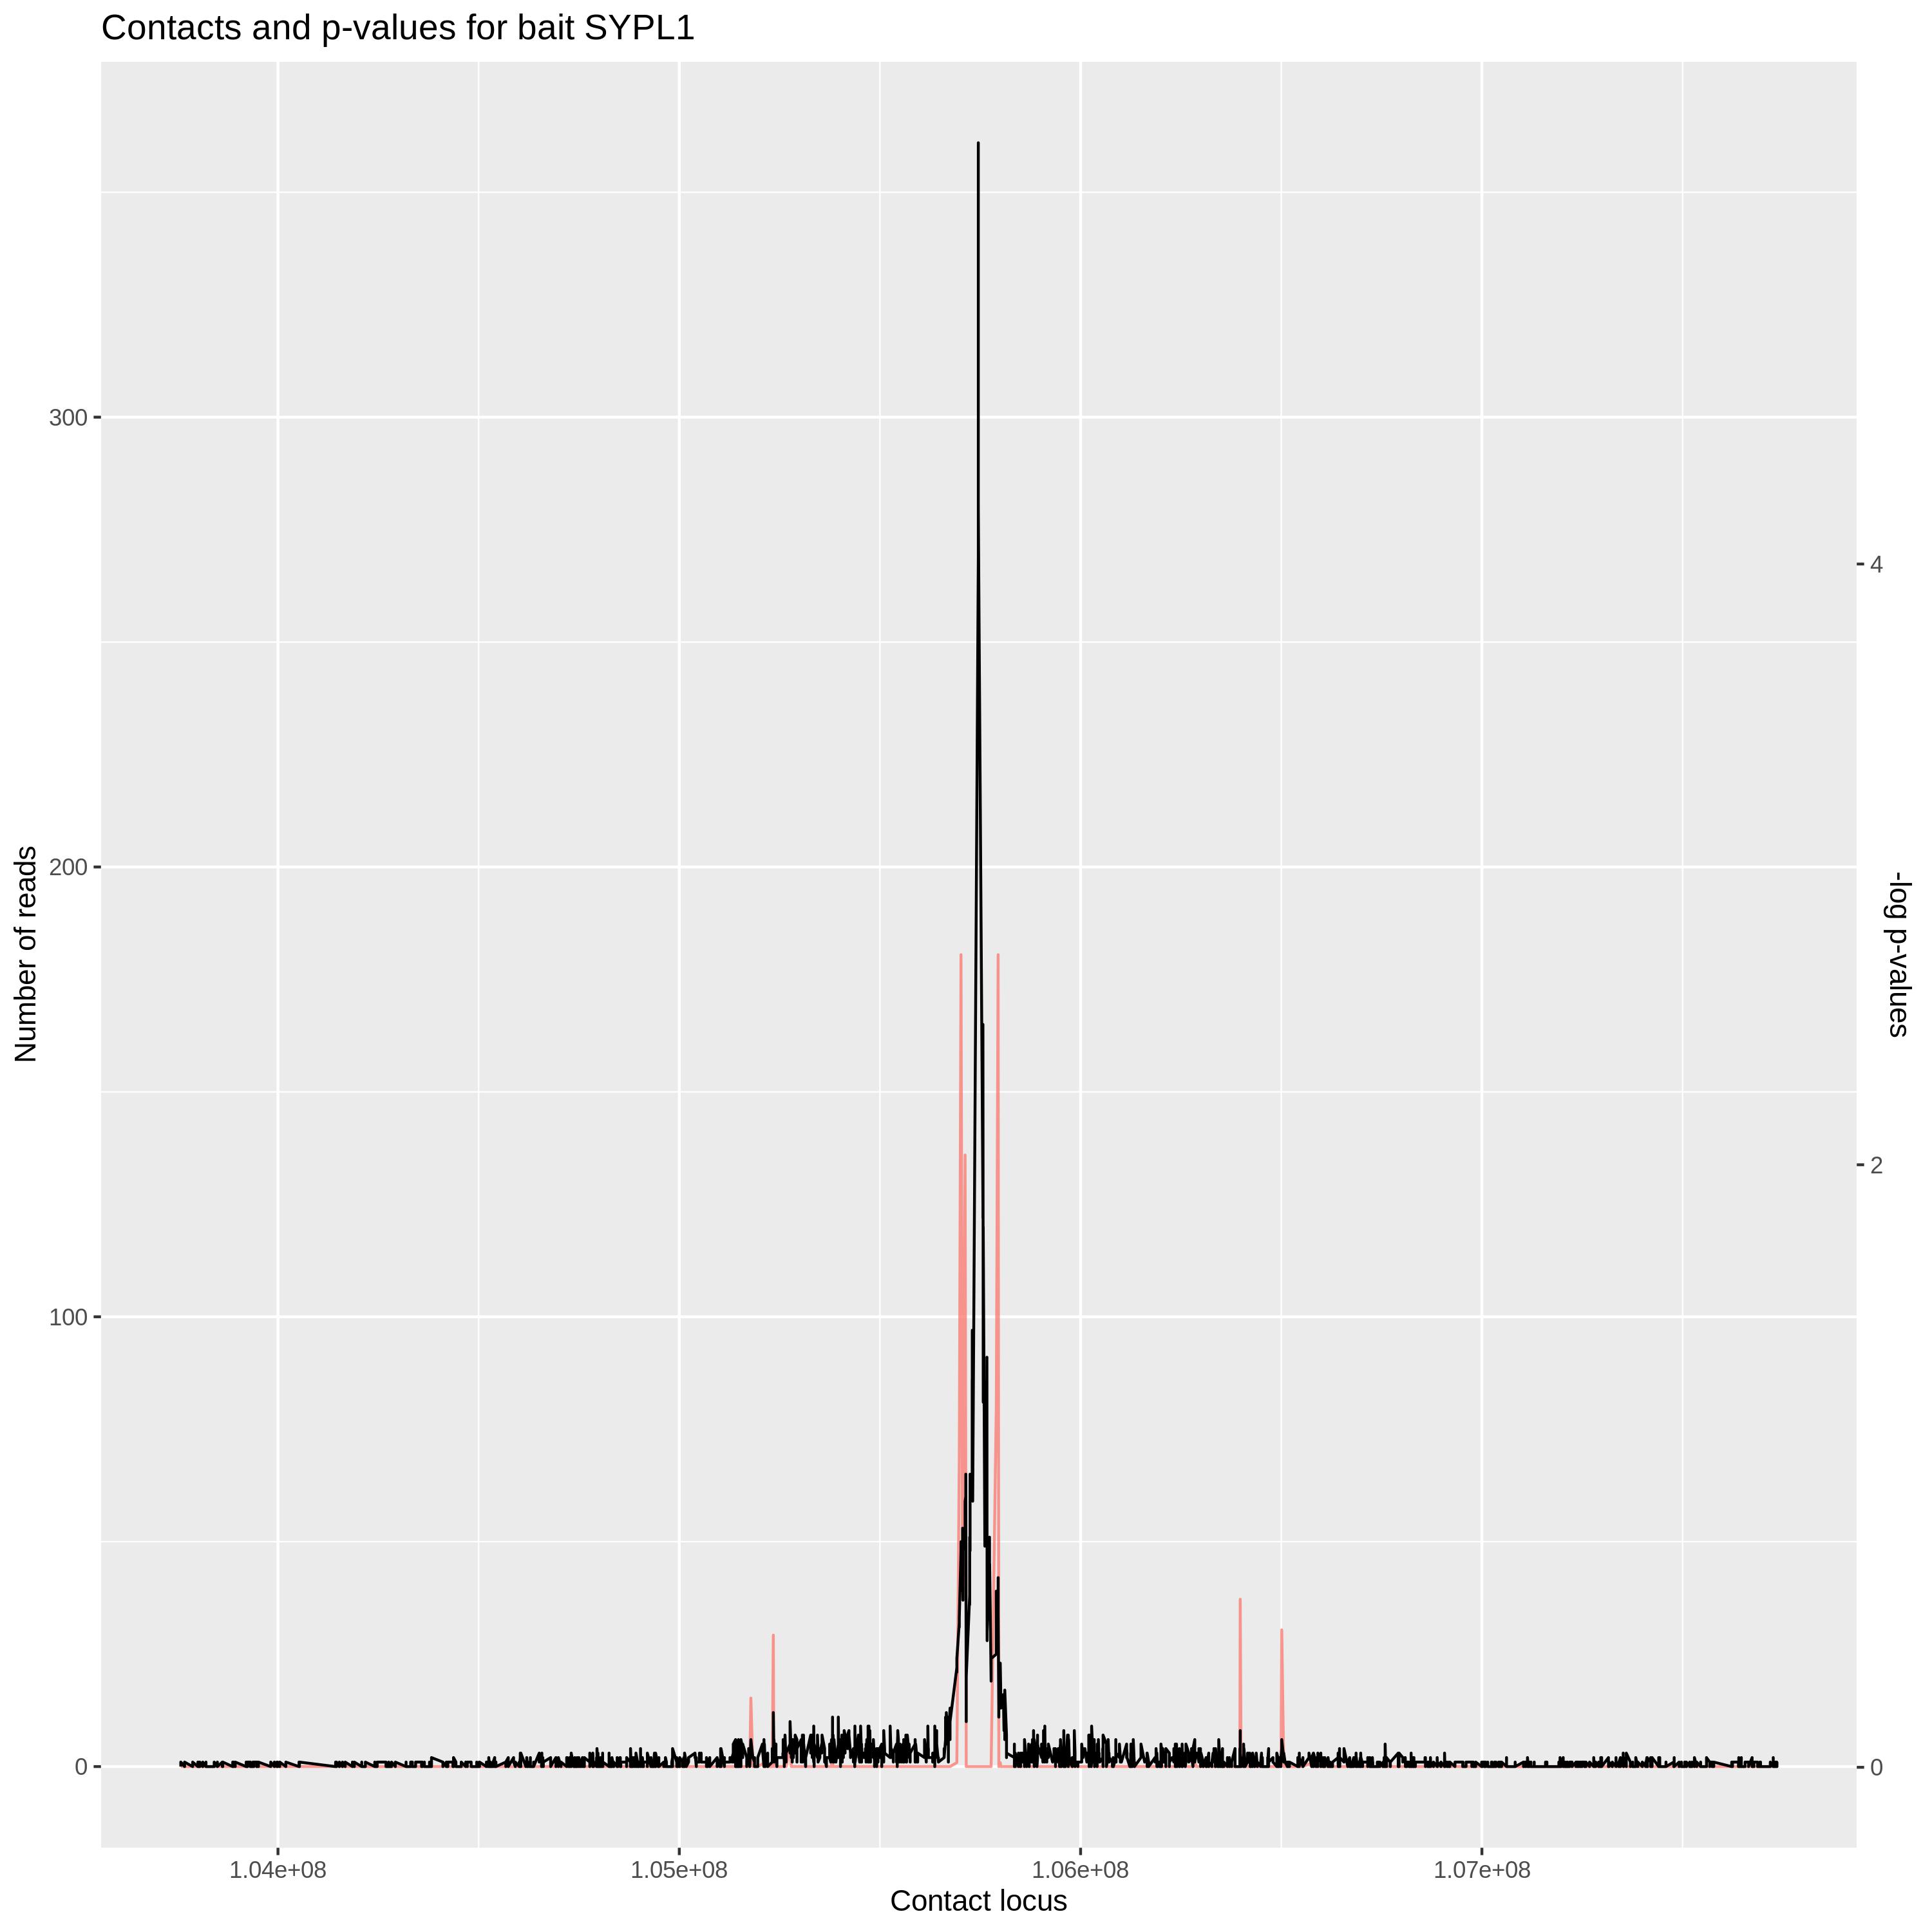 Contacts and p-values for bait SYPL1
Number of reads
300
200
100
0
4
2
0
-log p-values
1.04e+08
1.05e+08
1.06e+08
1.07e+08
Contact locus